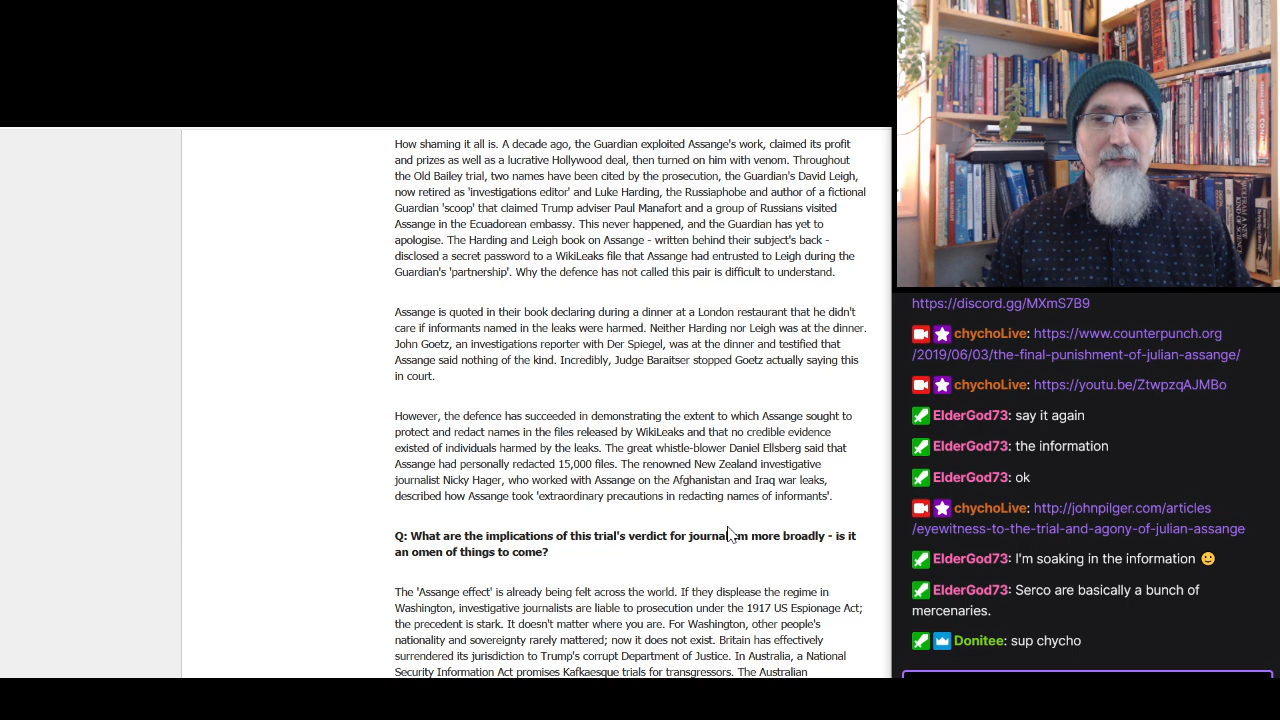 How shaming it all is. A decade ago, the Guardian exploited Assange's work, claimed its profit
and prizes as well as a lucrative Hollywood deal, then turned on him with venom. Throughout
the Old Bailey trial, two names have been cited by the prosecution, the Guardian's David Leigh,
now retired as 'investigations editor' and Luke Harding, the Russiaphobe and author of a fictional
Guardian 'scoop' that claimed Trump adviser Paul Manafort and a group of Russians visited
Assange in the Ecuadorean embassy. This never happened, and the Guardian has yet to
apologise. The Harding and Leigh book on Assange - written behind their subject's back -
disclosed a secret password to a WikiLeaks file that Assange had entrusted to Leigh during the
Guardian's 'partnership'. Why the defence has not called this pair is difficult to understand.
Assange is quoted in their book declaring during a dinner at a London restaurant that he didn't
care if informants named in the leaks were harmed. Neither Harding nor Leigh was at the dinner.
John Goetz, an investigations reporter with Der Spiegel, was at the dinner and testified that
Assange said nothing of the kind. Incredibly, Judge Baraitser stopped Goetz actually saying this
in court.
However, the defence has succeeded in demonstrating the extent to which Assange sought to
protect and redact names in the files released by WikiLeaks and that no credible evidence
existed of individuals harmed by the leaks. The great whistle-blower Daniel Ellsberg said that
Assange had personally redacted 15,000 files. The renowned New Zealand investigative
journalist Nicky Hager, who worked with Assange on the Afghanistan and Iraq war leaks,
described how Assange took 'extraordinary precautions in redacting names of informants'.
Q: What are the implications of this trial's verdict for journalism more broadly - is it
an omen of things to come?
The 'Assange effect' is already being felt across the world. If they displease the regime in
Washington, investigative journalists are liable to prosecution under the 1917 US Espionage Act;
the precedent is stark. It doesn't matter where you are. For Washington, other people's
nationality and sovereignty rarely mattered; now it does not exist. Britain has effectively
surrendered its jurisdiction to Trump's corrupt Department of Justice. In Australia, a National
Security Information Act promises Kafkaesque trials for transgressors. The Australian
https://discord.gg/MXmS7B9
chychoLive: https://www.counterpunch.org
/2019/06/03/the-final-punishment-of-julian-assange/
chychoLive: https://youtu.be/ZtwpzqAJMBo
ElderGod73: say it again
ElderGod73: the information
ElderGod73: ok
chychoLive: http://johnpilger.com/articles
/eyewitness-to-the-trial-and-agony-of-julian-assange
ElderGod73: I'm soaking in the information 🙂
ElderGod73: Serco are basically a bunch of
mercenaries.
Donitee: sup chycho